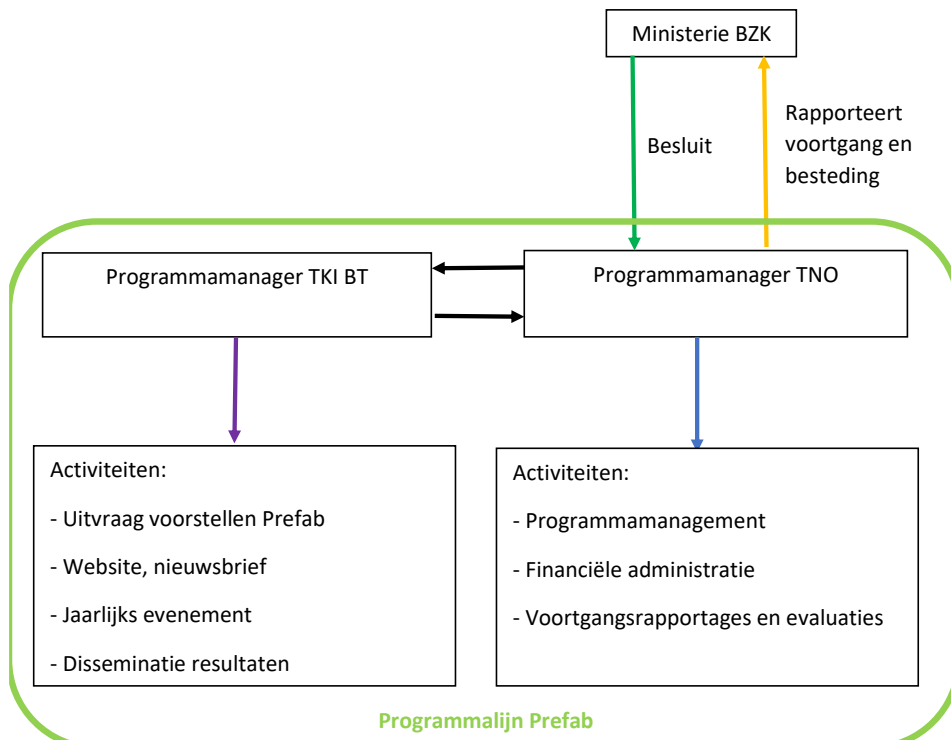 Ministerie BZK
Besluit
Rapporteert
voortgang en
besteding
Programmamanager TKI BT
Programmamanager TNO
Activiteiten:
- Uitvraag voorstellen Prefab
- Website, nieuwsbrief
- Jaarlijks evenement
- Disseminatie resultaten
Activiteiten:
- Programmamanagement
- Financiële administratie
- Voortgangsrapportages en evaluaties
Programmalijn Prefab